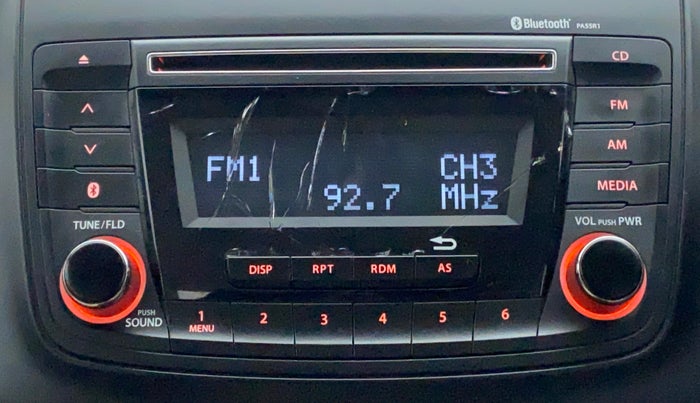 Bluetooth PA5SR1
CD
FM
AM
MEDIA
FM1 CH3
92.7 MHz
TUNE/FLD
VOL PUSH PWR
DISP RPT RDM AS
PUSH
SOUND
1 2 3 4 5 6
MENU